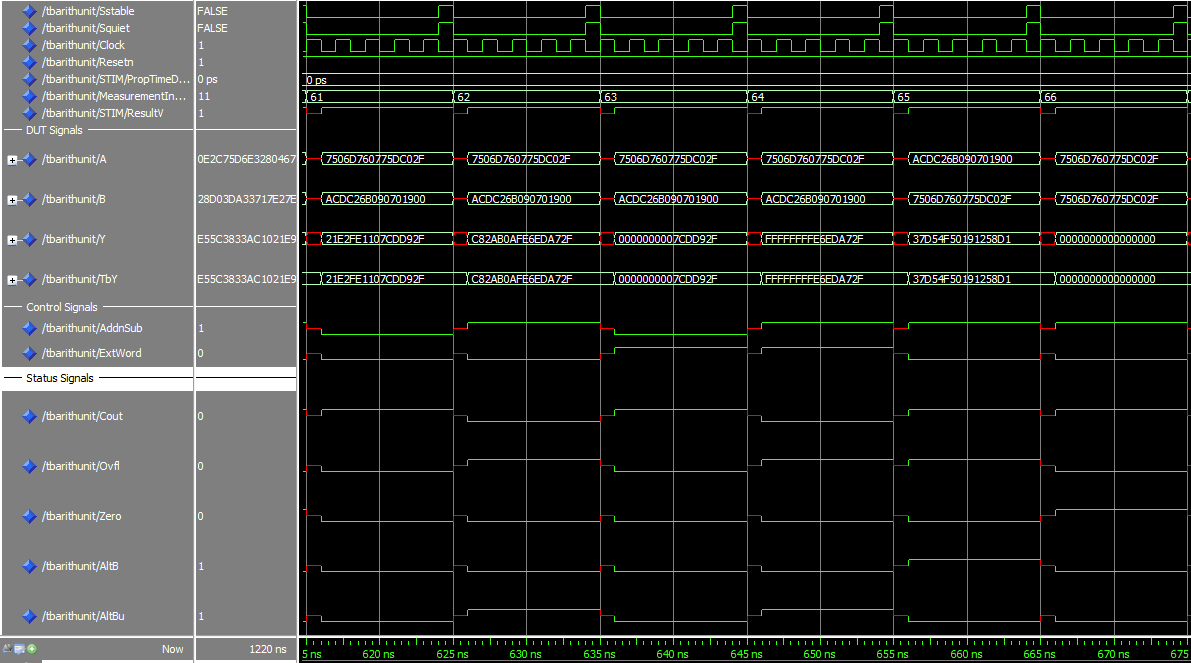 /tbarithunit/Sstable FALSE
/tbarithunit/Squiet FALSE
/tbarithunit/Clock 1
/tbarithunit/Resetn 1
/tbarithunit/STIM/PropTimeD... 0 ps 0 ps
/tbarithunit/MeasurementIn... 11 61 62 63 64 65 66
/tbarithunit/STIM/ResultV 1
DUT Signals
/tbarithunit/A 0E2C75D6E3280467 7506D760775DC02F 7506D760775DC02F 7506D760775DC02F 7506D760775DC02F ACDC26B090701900 7506D760775DC02F
/tbarithunit/B 28D03DA33717E27E ACDC26B090701900 ACDC26B090701900 ACDC26B090701900 ACDC26B090701900 7506D760775DC02F 7506D760775DC02F
/tbarithunit/Y E55C3833AC1021E9 21E2FE1107CDD92F C82AB0AFE6EDA72F 0000000007CDD92F FFFFFFFFE6EDA72F 37D54F50191258D1 0000000000000000
/tbarithunit/TbY E55C3833AC1021E9 21E2FE1107CDD92F C82AB0AFE6EDA72F 0000000007CDD92F FFFFFFFFE6EDA72F 37D54F50191258D1 0000000000000000
Control Signals
/tbarithunit/AddnSub 1
/tbarithunit/ExtWord 0
Status Signals
/tbarithunit/Cout 0
/tbarithunit/Ovfl 0
/tbarithunit/Zero 0
/tbarithunit/AltB 1
/tbarithunit/AltBu 1
Now 1220 ns 5 ns 620 ns 625 ns 630 ns 635 ns 640 ns 645 ns 650 ns 655 ns 660 ns 665 ns 670 ns 675